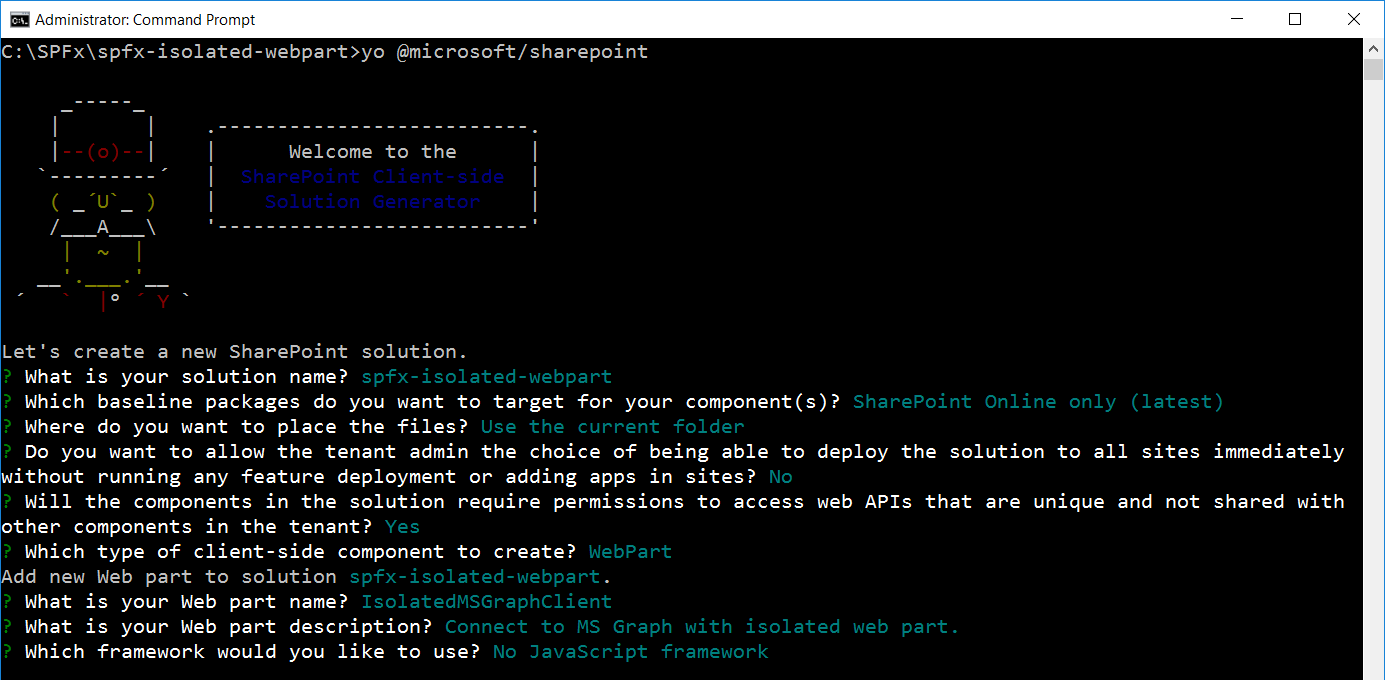 Administrator: Command Prompt
C:\SPFx\spfx-isolated-webpart>yo @microsoft/sharepoint
     _-----_
    |       |    .--------------------------.
    |--(o)--|    |      Welcome to the      |
   `---------´   |  SharePoint Client-side  |
    ( _´U`_ )    |    Solution Generator    |
    /___A___\    '--------------------------'
     |  ~  |
   __'.___.'__
 ´   `  |° ´ Y `
Let's create a new SharePoint solution.
? What is your solution name? spfx-isolated-webpart
? Which baseline packages do you want to target for your component(s)? SharePoint Online only (latest)
? Where do you want to place the files? Use the current folder
? Do you want to allow the tenant admin the choice of being able to deploy the solution to all sites immediately
without running any feature deployment or adding apps in sites? No
? Will the components in the solution require permissions to access web APIs that are unique and not shared with
other components in the tenant? Yes
? Which type of client-side component to create? WebPart
Add new Web part to solution spfx-isolated-webpart.
? What is your Web part name? IsolatedMSGraphClient
? What is your Web part description? Connect to MS Graph with isolated web part.
? Which framework would you like to use? No JavaScript framework